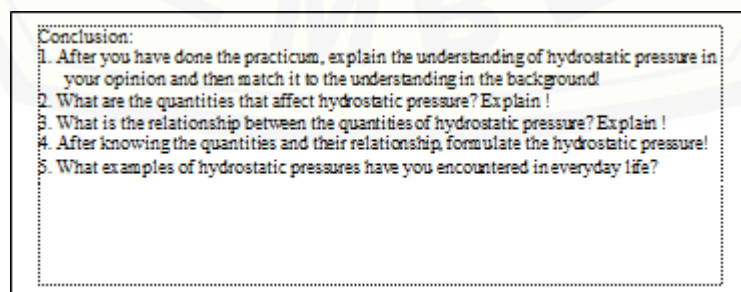 Conclusion:
1. After you have done the practicum, explain the understanding of hydrostatic pressure in
your opinion and then match it to the understanding in the background!
2. What are the quantities that affect hydrostatic pressure? Explain !
3. What is the relationship between the quantities of hydrostatic pressure? Explain !
4. After knowing the quantities and their relationship, formulate the hydrostatic pressure!
5. What examples of hydrostatic pressures have you encountered in everyday life?